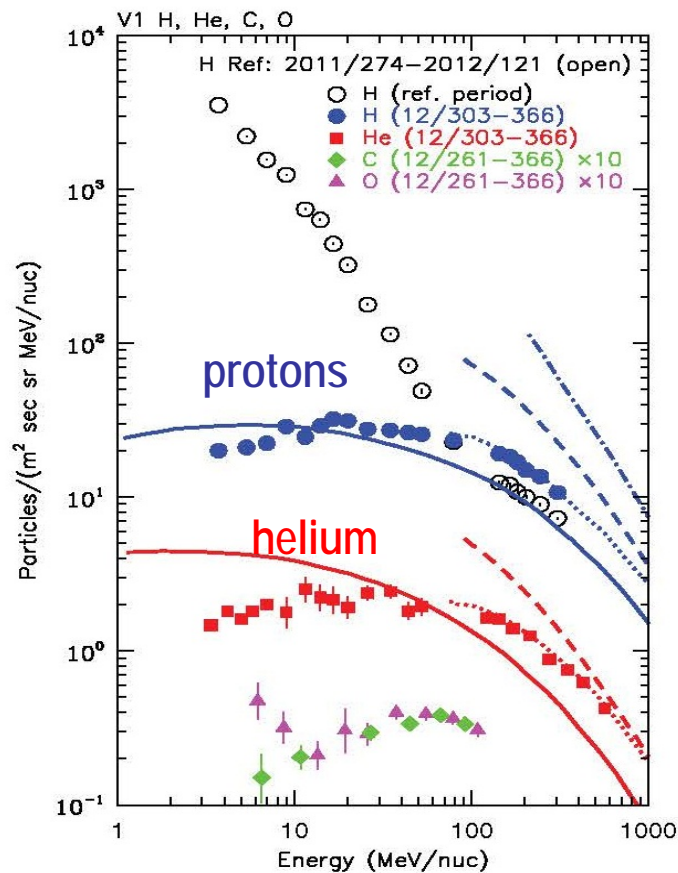 V1 H, He, C, O
10⁴
H Ref: 2011/274–2012/121 (open)
H (ref. period)
H (12/303–366)
He (12/303–366)
C (12/261–366) ×10
O (12/261–366) ×10
10³
10²
protons
10¹
helium
10⁰
10⁻¹
Particles/(m² sec sr MeV/nuc)
1
10
100
1000
Energy (MeV/nuc)